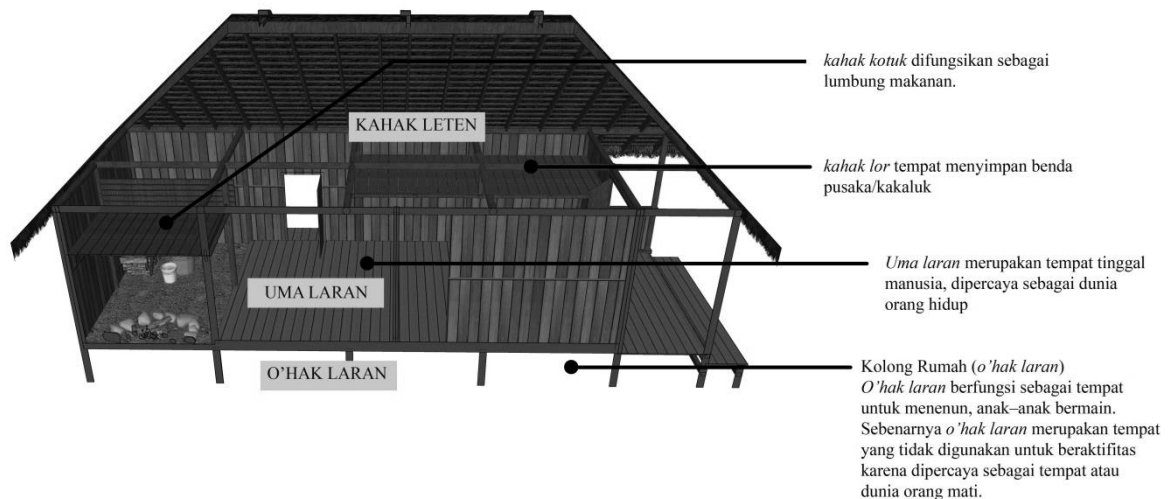 kahak kotuk difungsikan sebagai
lumbung makanan.
KAHAK LETEN
kahak lor tempat menyimpan benda
pusaka/kakaluk
UMA LARAN
Uma laran merupakan tempat tinggal
manusia, dipercaya sebagai dunia
orang hidup
O’HAK LARAN
Kolong Rumah (o’hak laran)
O’hak laran berfungsi sebagai tempat
untuk menenun, anak–anak bermain.
Sebenarnya o’hak laran merupakan tempat
yang tidak digunakan untuk beraktifitas
karena dipercaya sebagai tempat atau
dunia orang mati.